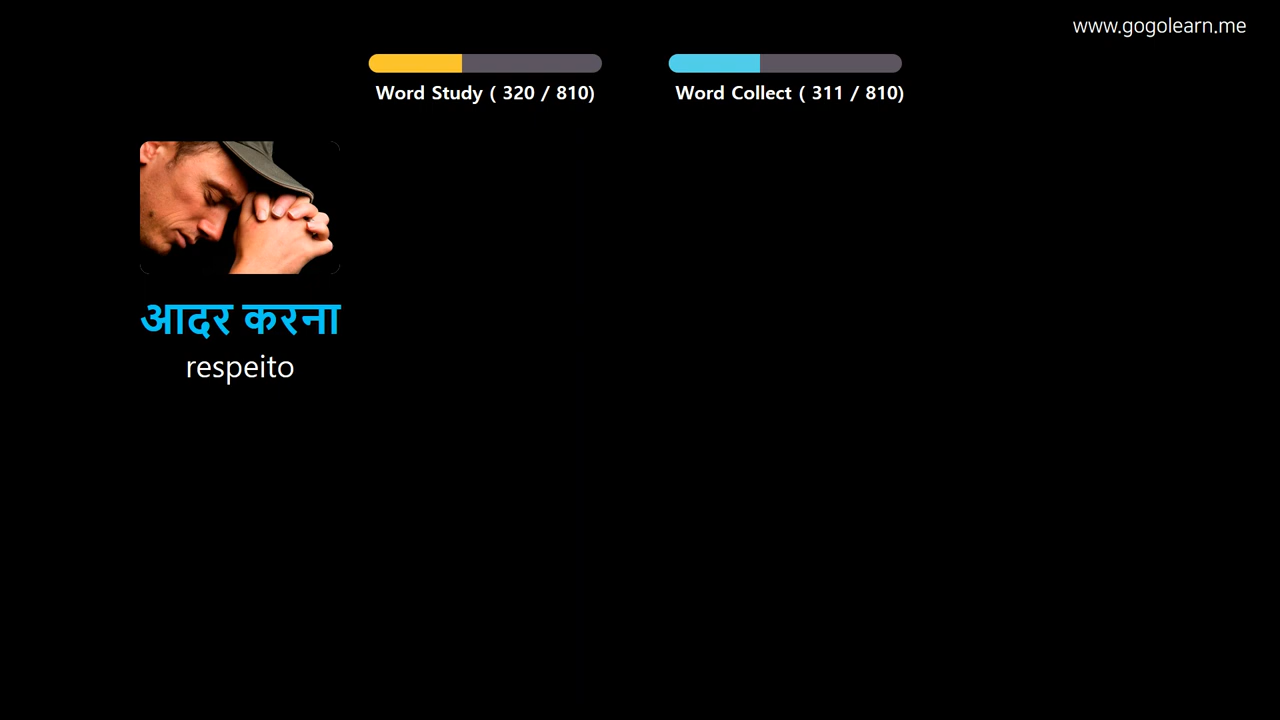 www.gogolearn.me
Word Study ( 320 / 810)
Word Collect ( 311 / 810)
आदर करना
respeito